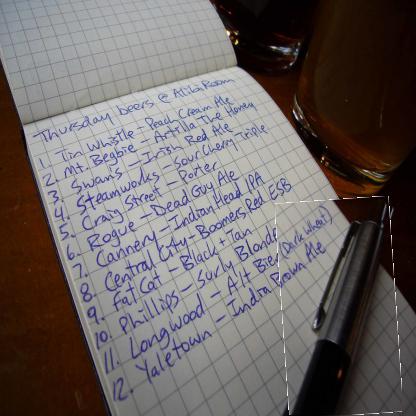 Thursday beers @ Alibi Room
1. Tin Whistle - Peach Cream Ale
2. Mt. Begbie - Attila The Honey
3. Swans - Irish Red Ale
4. Steamworks - Sour Cherry Triple
5. Craig Street - Porter
6. Rogue - Dead Guy Ale
7. Cannery - Indian Head IPA
8. Central City - Boomers Red ESB
9. Fat Cat - Black + Tan
10. Phillips - Surly Blonde
11. Longwood - Alt Bier (Dark Wheat)
12. Yaletown - India Brown Ale